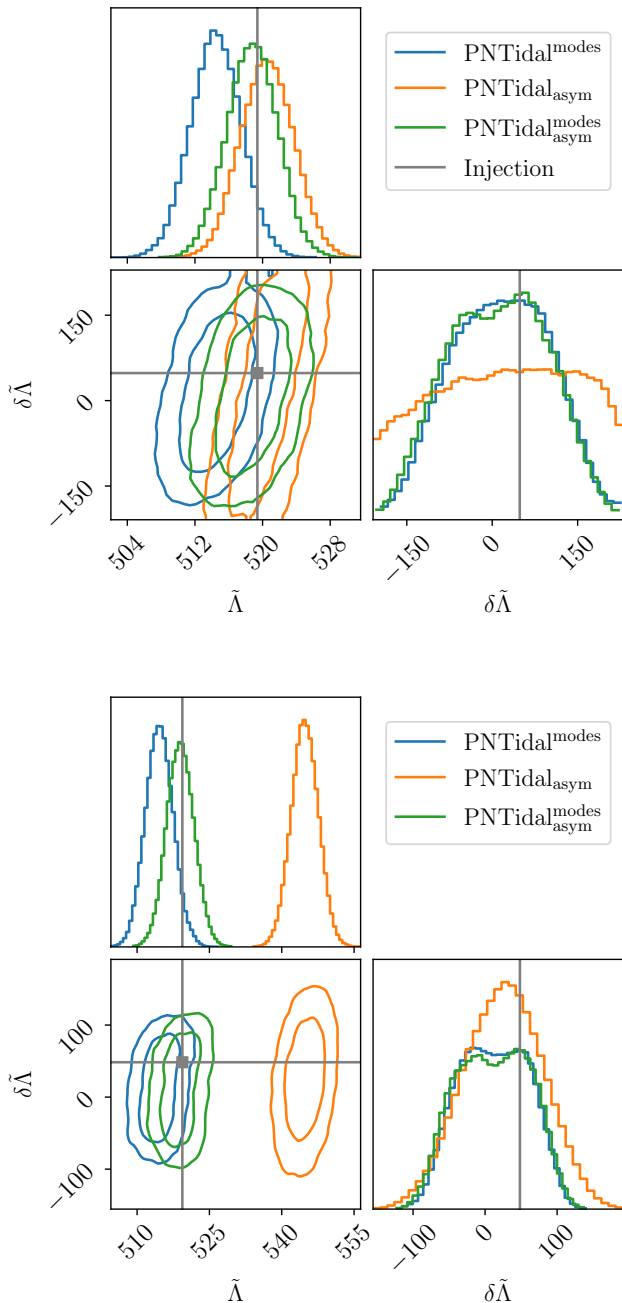 PNTidal^modes
PNTidal_asym
PNTidal^modes_asym
Injection
150
0
−150
δΛ̃
504
512
520
528
Λ̃
−150
0
150
δΛ̃
PNTidal^modes
PNTidal_asym
PNTidal^modes_asym
100
0
−100
δΛ̃
510
525
540
555
Λ̃
−100
0
100
δΛ̃